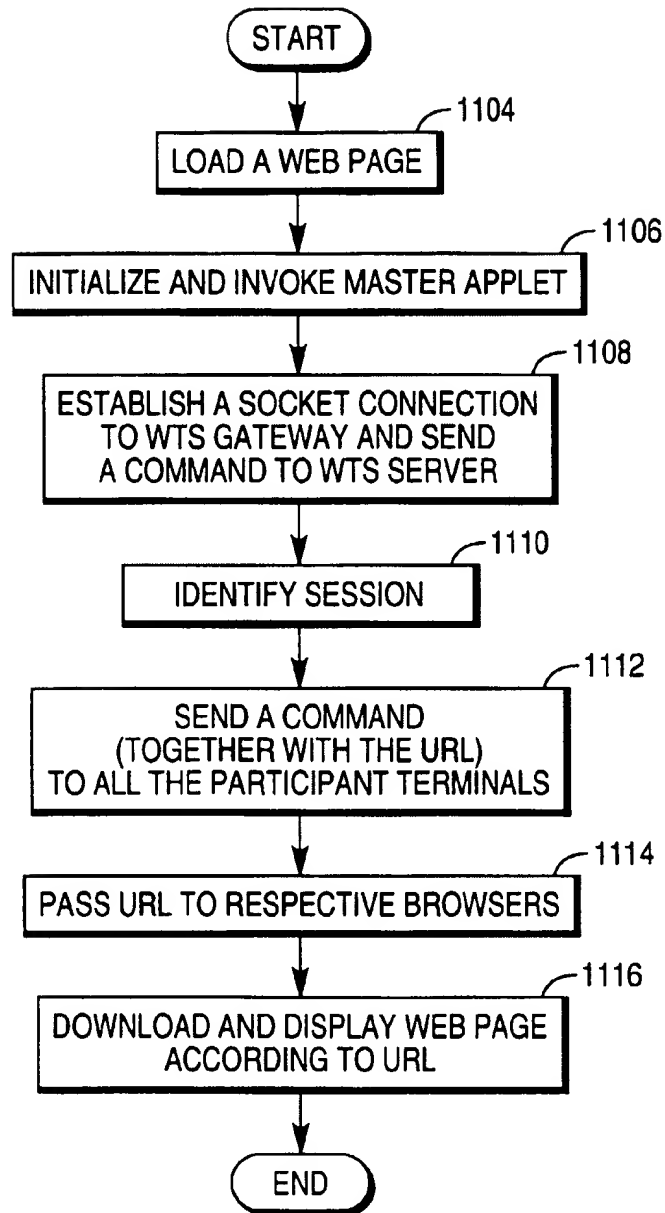 START
1104
LOAD A WEB PAGE
1106
INITIALIZE AND INVOKE MASTER APPLET
1108
ESTABLISH A SOCKET CONNECTION
TO WTS GATEWAY AND SEND
A COMMAND TO WTS SERVER
1110
IDENTIFY SESSION
1112
SEND A COMMAND
(TOGETHER WITH THE URL)
TO ALL THE PARTICIPANT TERMINALS
1114
PASS URL TO RESPECTIVE BROWSERS
1116
DOWNLOAD AND DISPLAY WEB PAGE
ACCORDING TO URL
END